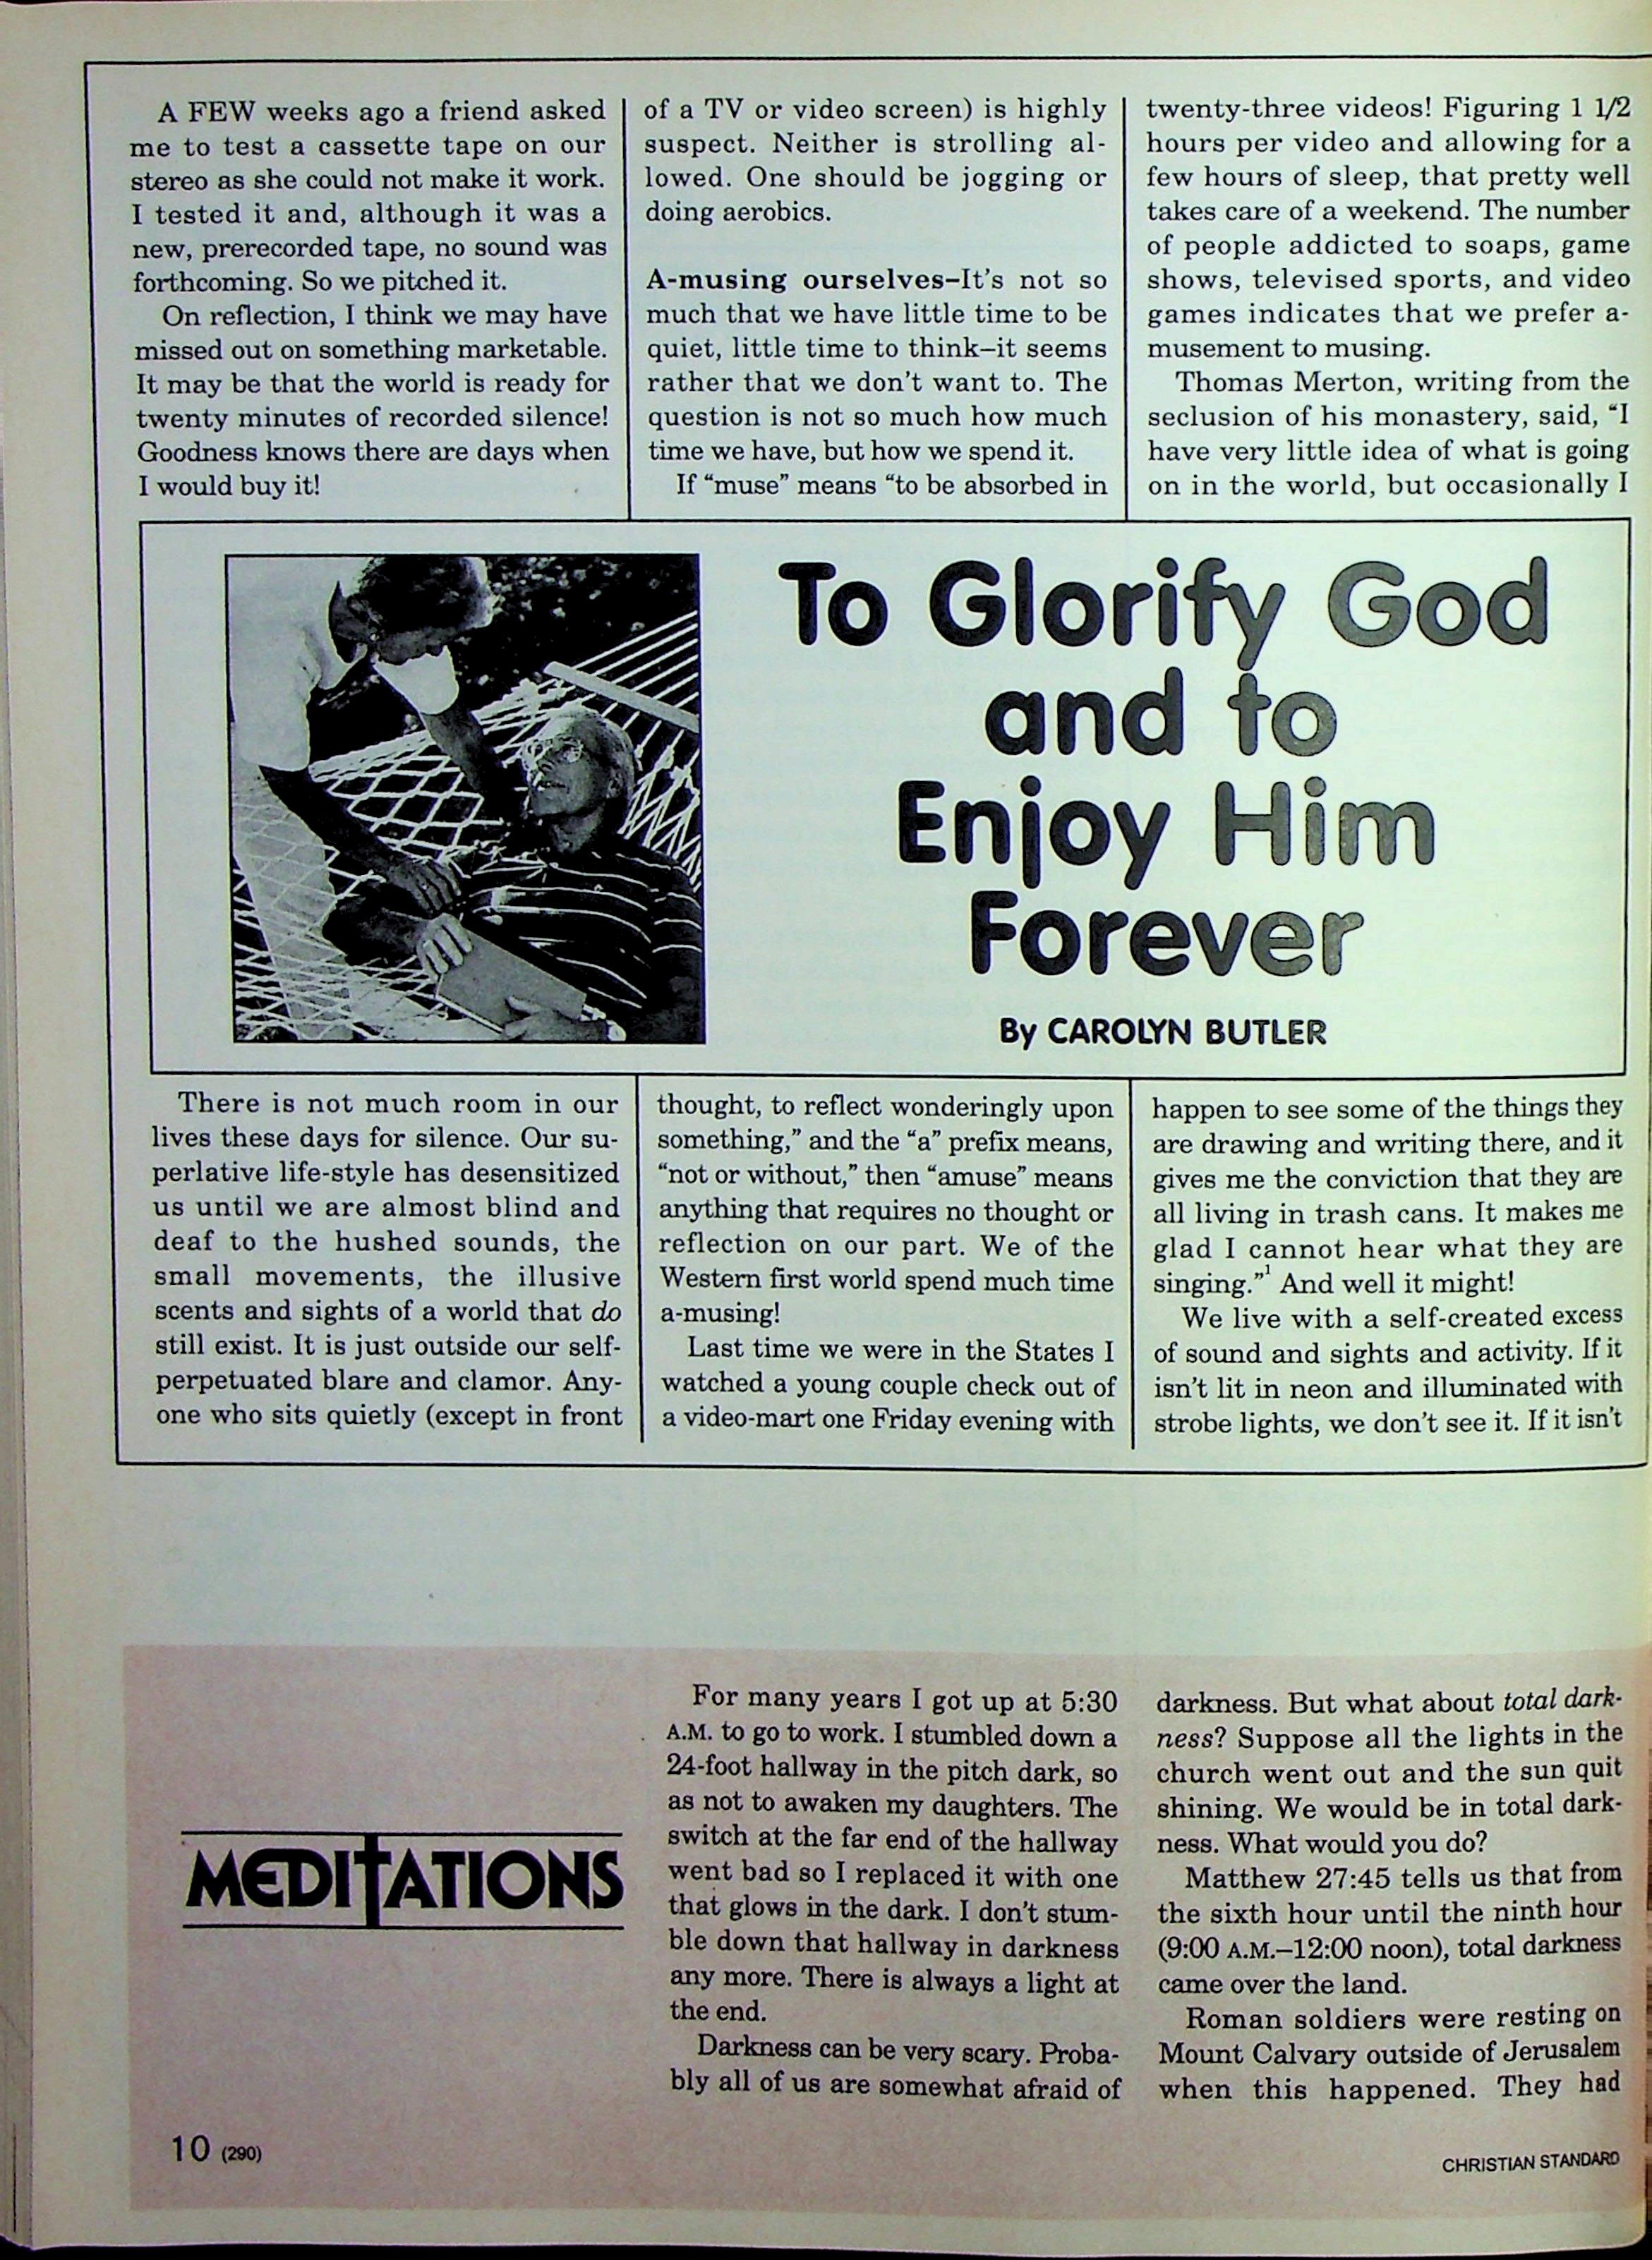 To Glorify God
and to
Enjoy Him
Forever
By CAROLYN BUTLER
A FEW weeks ago a friend asked
me to test a cassette tape on our
stereo as she could not make it work.
I tested it and, although it was a
new, prerecorded tape, no sound was
forthcoming. So we pitched it.
On reflection, I think we may have
missed out on something marketable.
It may be that the world is ready for
twenty minutes of recorded silence!
Goodness knows there are days when
I would buy it!
There is not much room in our
lives these days for silence. Our su-
perlative life-style has desensitized
us until we are almost blind and
deaf to the hushed sounds, the
small movements, the illusive
scents and sights of a world that do
still exist. It is just outside our self-
perpetuated blare and clamor. Any-
one who sits quietly (except in front
of a TV or video screen) is highly
suspect. Neither is strolling al-
lowed. One should be jogging or
doing aerobics.
A-musing ourselves–It's not so
much that we have little time to be
quiet, little time to think–it seems
rather that we don't want to. The
question is not so much how much
time we have, but how we spend it.
If “muse” means “to be absorbed in
thought, to reflect wonderingly upon
something,” and the “a” prefix means,
“not or without,” then “amuse” means
anything that requires no thought or
reflection on our part. We of the
Western first world spend much time
a-musing!
Last time we were in the States I
watched a young couple check out of
a video-mart one Friday evening with
twenty-three videos! Figuring 1 1/2
hours per video and allowing for a
few hours of sleep, that pretty well
takes care of a weekend. The number
of people addicted to soaps, game
shows, televised sports, and video
games indicates that we prefer a-
musement to musing.
Thomas Merton, writing from the
seclusion of his monastery, said, “I
have very little idea of what is going
on in the world, but occasionally I
happen to see some of the things they
are drawing and writing there, and it
gives me the conviction that they are
all living in trash cans. It makes me
glad I cannot hear what they are
singing.”¹ And well it might!
We live with a self-created excess
of sound and sights and activity. If it
isn't lit in neon and illuminated with
strobe lights, we don't see it. If it isn't
MEDITATIONS
For many years I got up at 5:30
A.M. to go to work. I stumbled down a
24-foot hallway in the pitch dark, so
as not to awaken my daughters. The
switch at the far end of the hallway
went bad so I replaced it with one
that glows in the dark. I don't stum-
ble down that hallway in darkness
any more. There is always a light at
the end.
Darkness can be very scary. Proba-
bly all of us are somewhat afraid of
darkness. But what about total dark-
ness? Suppose all the lights in the
church went out and the sun quit
shining. We would be in total dark-
ness. What would you do?
Matthew 27:45 tells us that from
the sixth hour until the ninth hour
(9:00 A.M.–12:00 noon), total darkness
came over the land.
Roman soldiers were resting on
Mount Calvary outside of Jerusalem
when this happened. They had
10 (290)
CHRISTIAN STANDARD